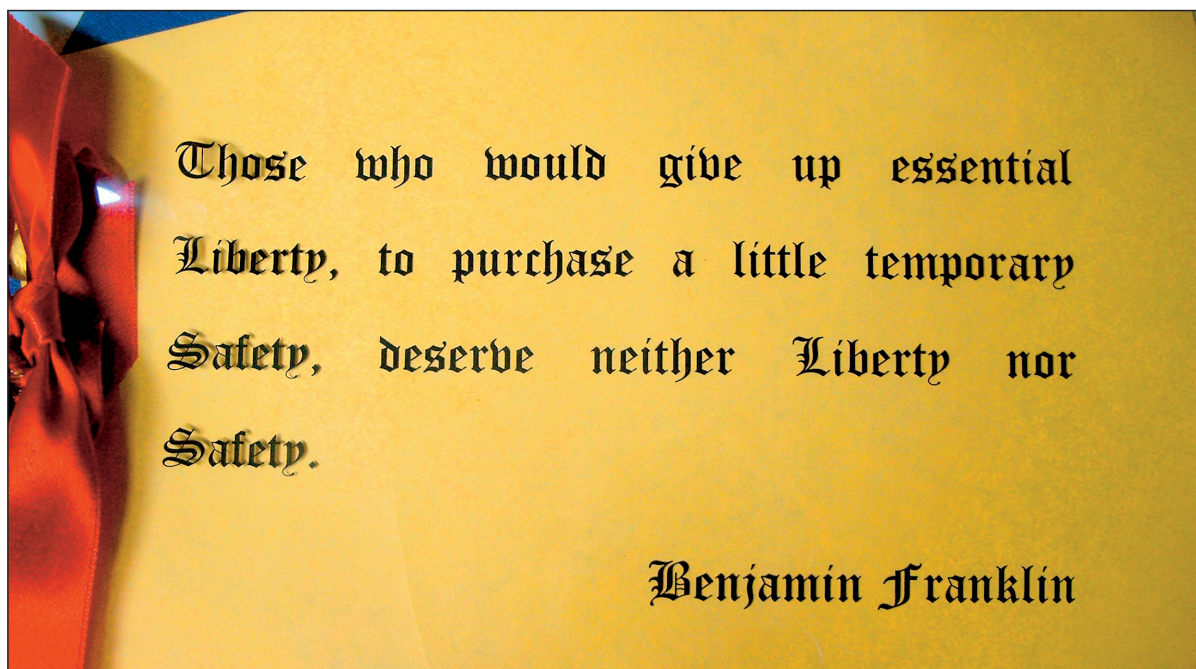 Those who would give up essential
Liberty, to purchase a little temporary
Safety, deserve neither Liberty nor
Safety.
Benjamin Franklin